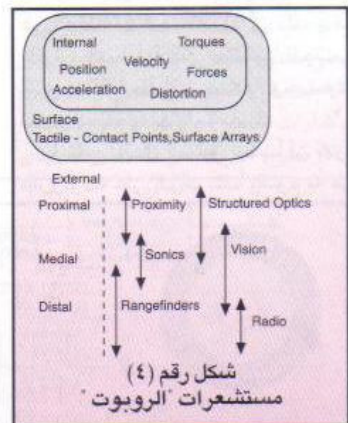 Internal Torques
Position Velocity Forces
Acceleration Distortion
Surface
Tactile - Contact Points,Surface Arrays
External
Proximal Proximity Structured Optics
Medial Sonics Vision
Distal Rangefinders Radio
شكل رقم (٤)
مستشعرات "الروبوت"